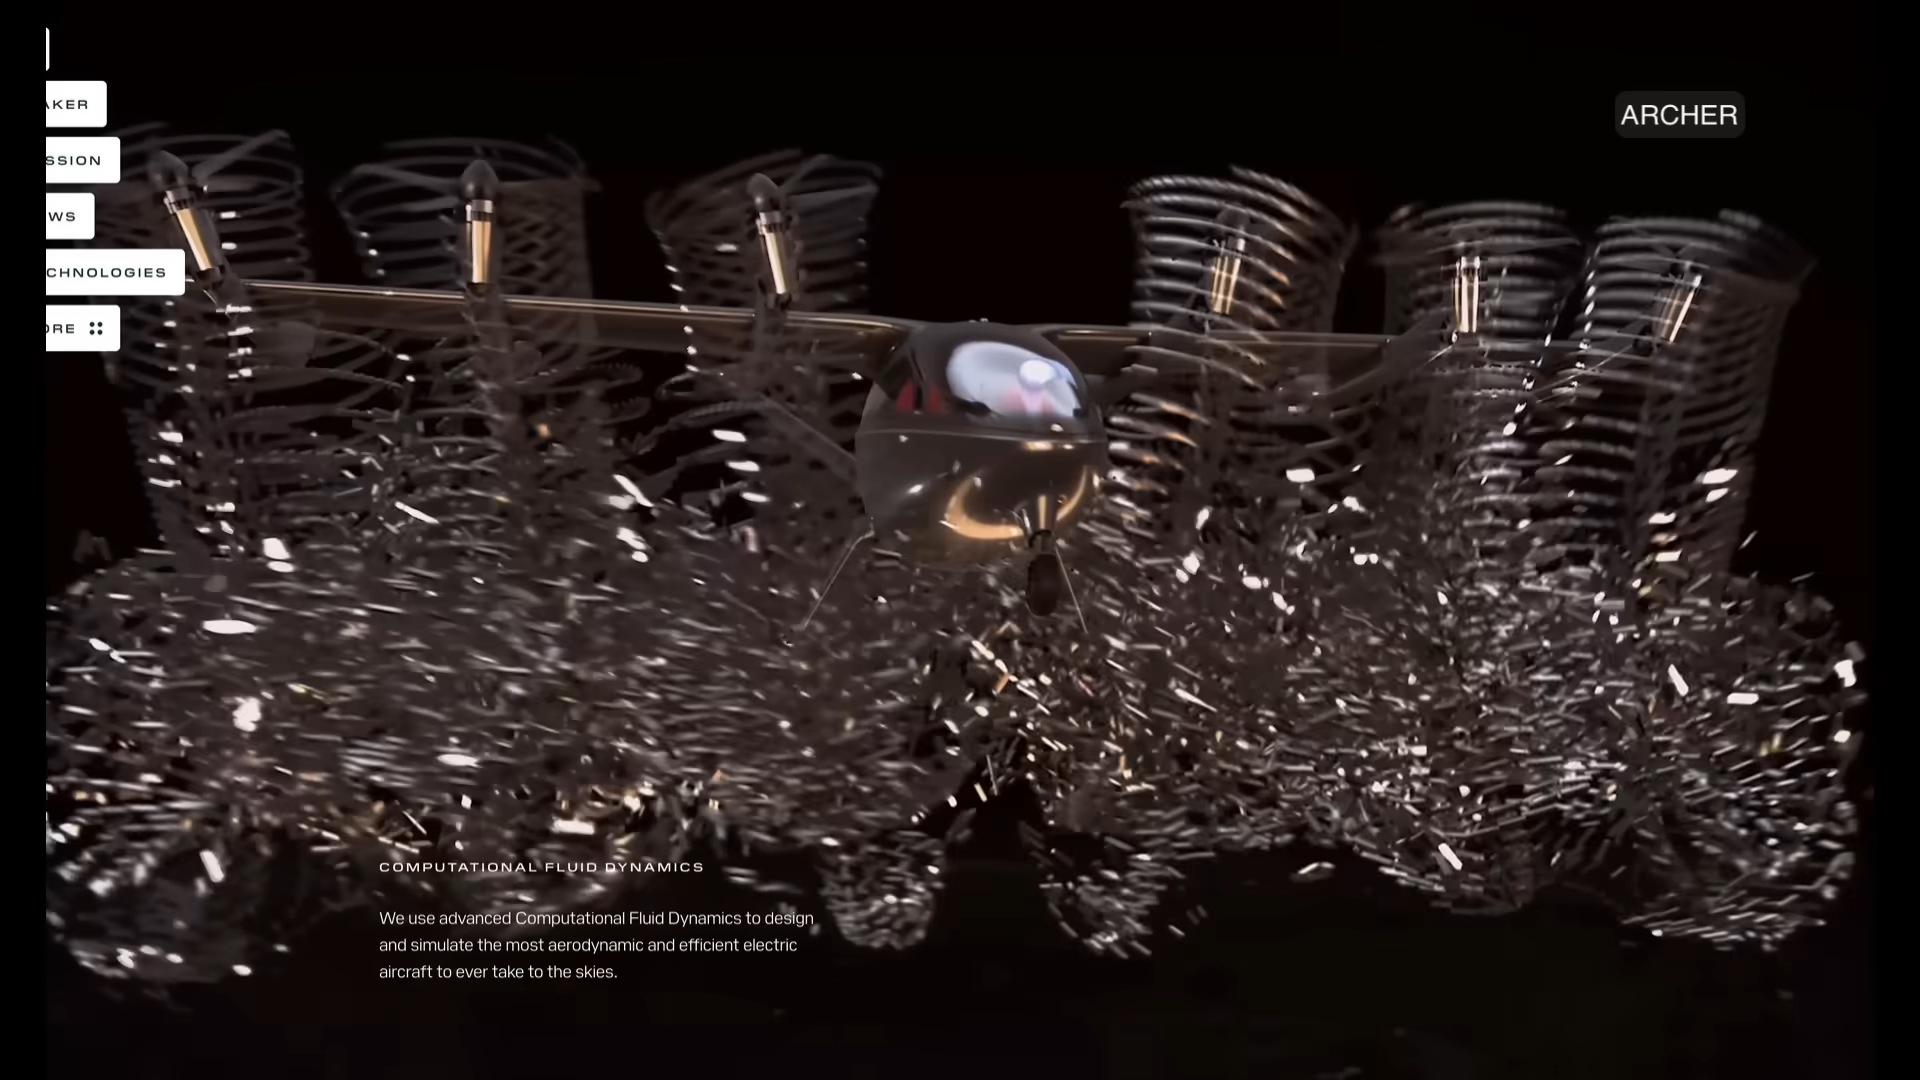 AKER
SSION
WS
CHNOLOGIES
ORE
ARCHER
COMPUTATIONAL FLUID DYNAMICS
We use advanced Computational Fluid Dynamics to design
and simulate the most aerodynamic and efficient electric
aircraft to ever take to the skies.